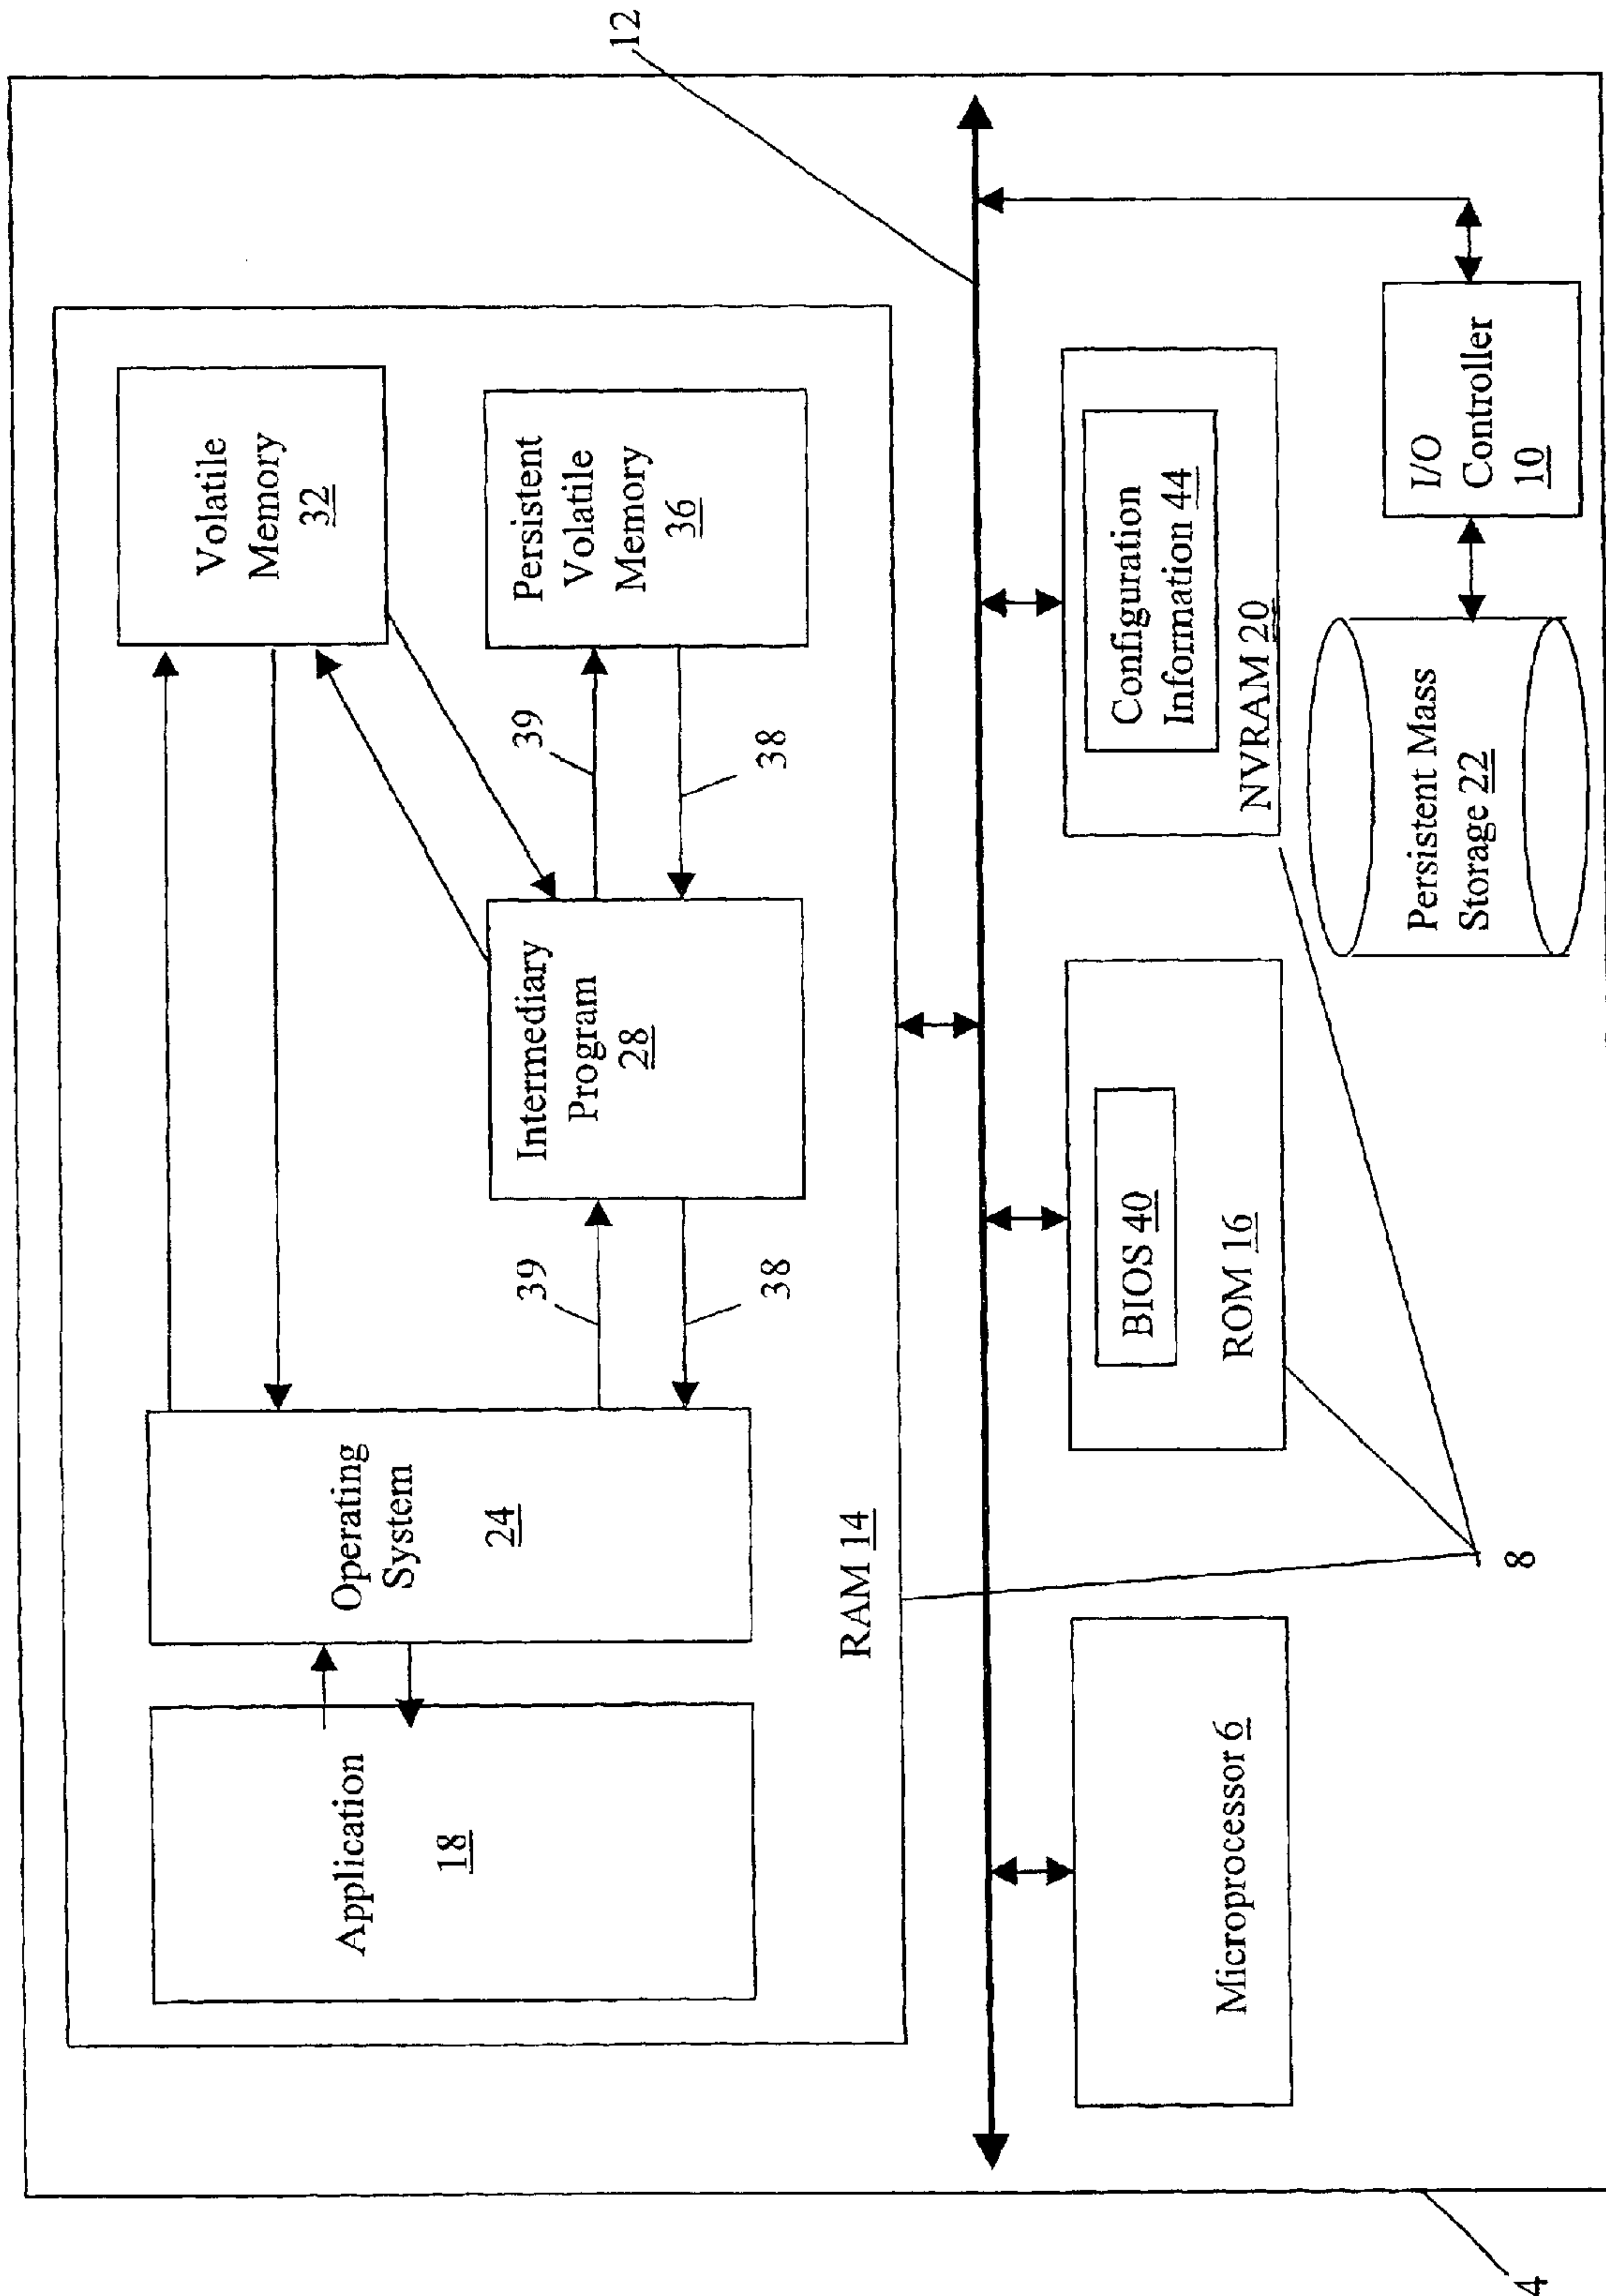 12
Volatile
Memory
32
Persistent
Volatile
Memory
36
39
38
Intermediary
Program
28
39
38
Operating
System
24
Application
18
RAM 14
Configuration
Information 44
NVRAM 20
I/O
Controller
10
Persistent Mass
Storage 22
BIOS 40
ROM 16
8
Microprocessor 6
4